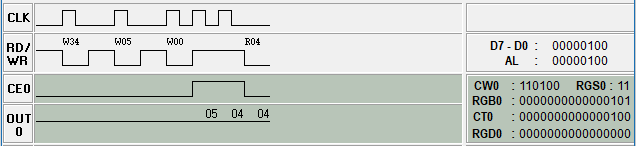 CLK
RD/ W34 W05 W00 R04
WR
D7 - D0 : 00000100
AL : 00000100
CE0
CW0 : 110100 RGS0 : 11
RGB0 : 0000000000000101
CT0 : 0000000000000100
RGD0 : 0000000000000000
OUT 05 04 04
0